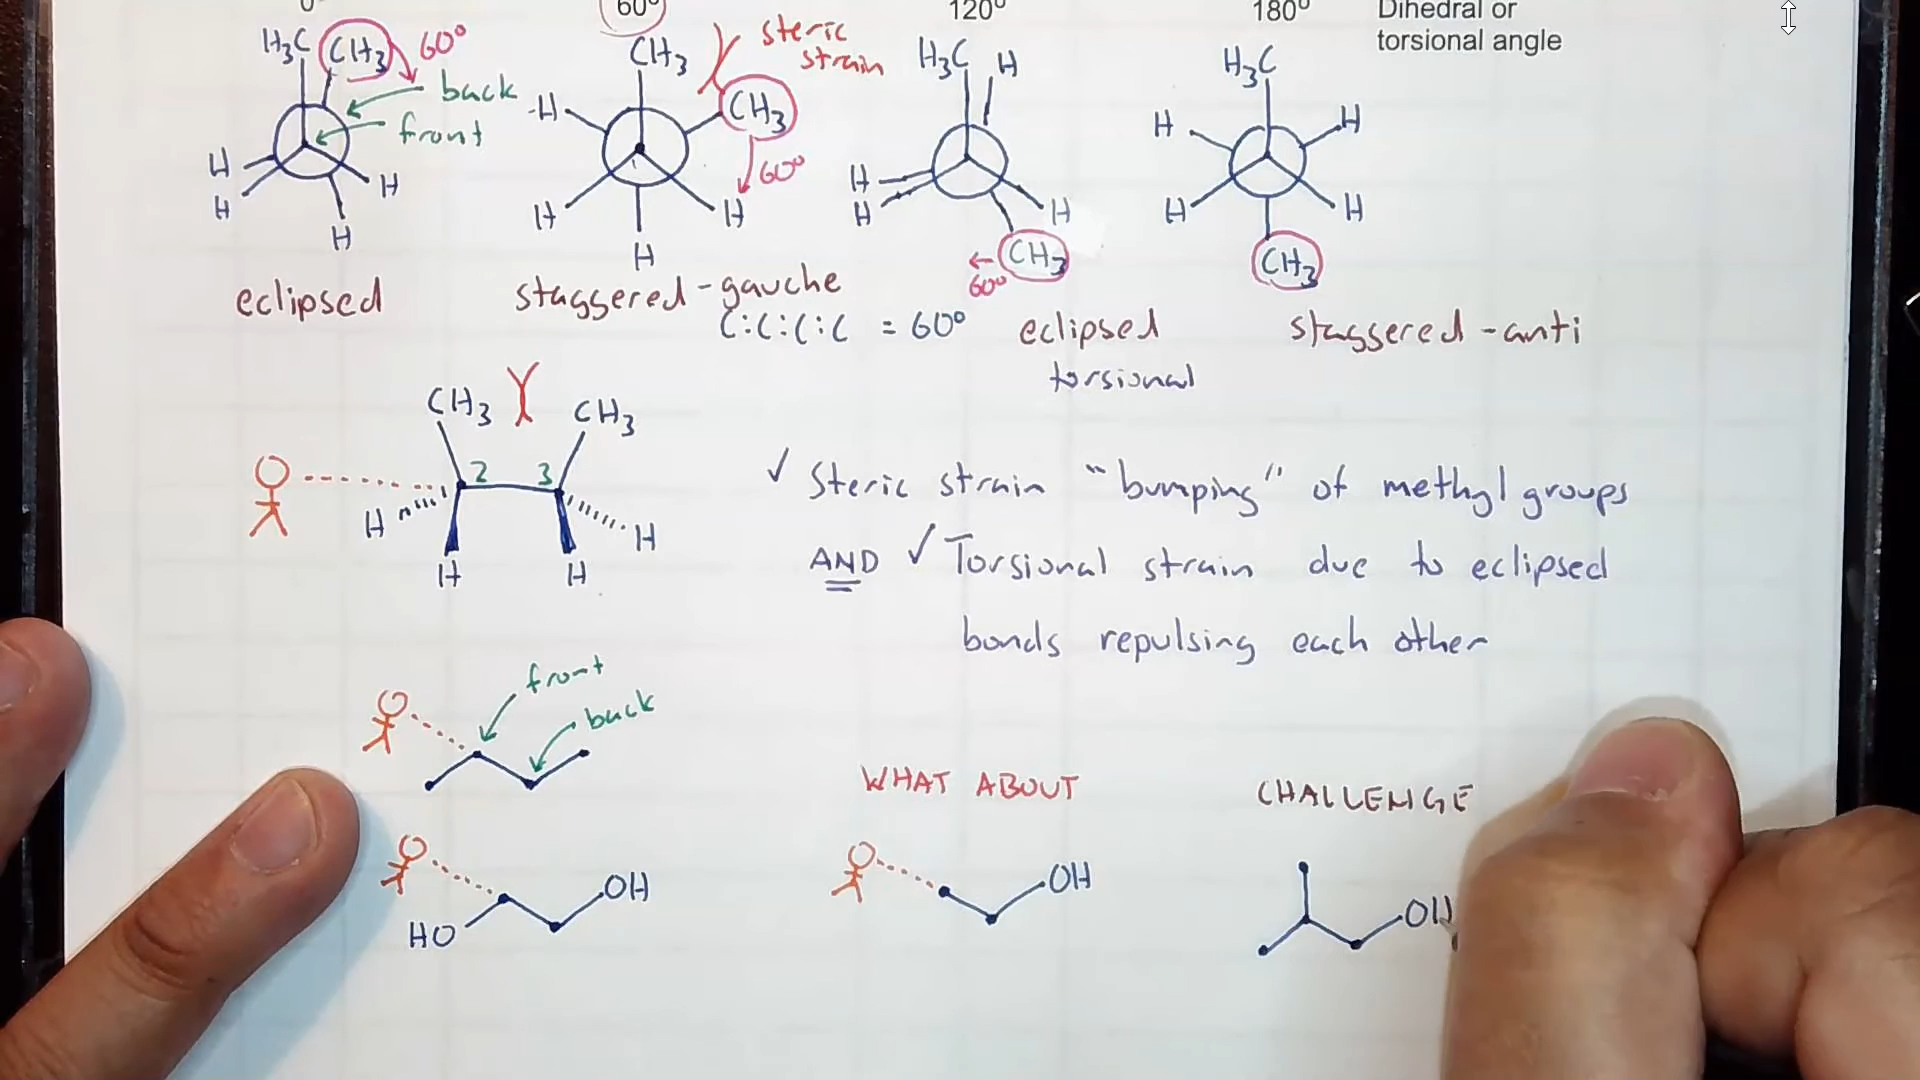 0°
60°
120°
180°
Dihedral or
torsional angle
H₃C
CH₃
60°
back
front
H
H
H
H
eclipsed
CH₃
steric
strain
H
CH₃
60°
H
H
H
staggered - gauche
C:C:C:C = 60°
H₃C
H
H
H
H
CH₃
60°
eclipsed
torsional
H₃C
H
H
H
H
CH₃
staggered - anti
CH₃
CH₃
2
3
H
H
H
H
✓ Steric strain "bumping" of methyl groups
AND ✓ Torsional strain due to eclipsed
bonds repulsing each other
front
back
HO
OH
WHAT ABOUT
OH
CHALLENGE
OH